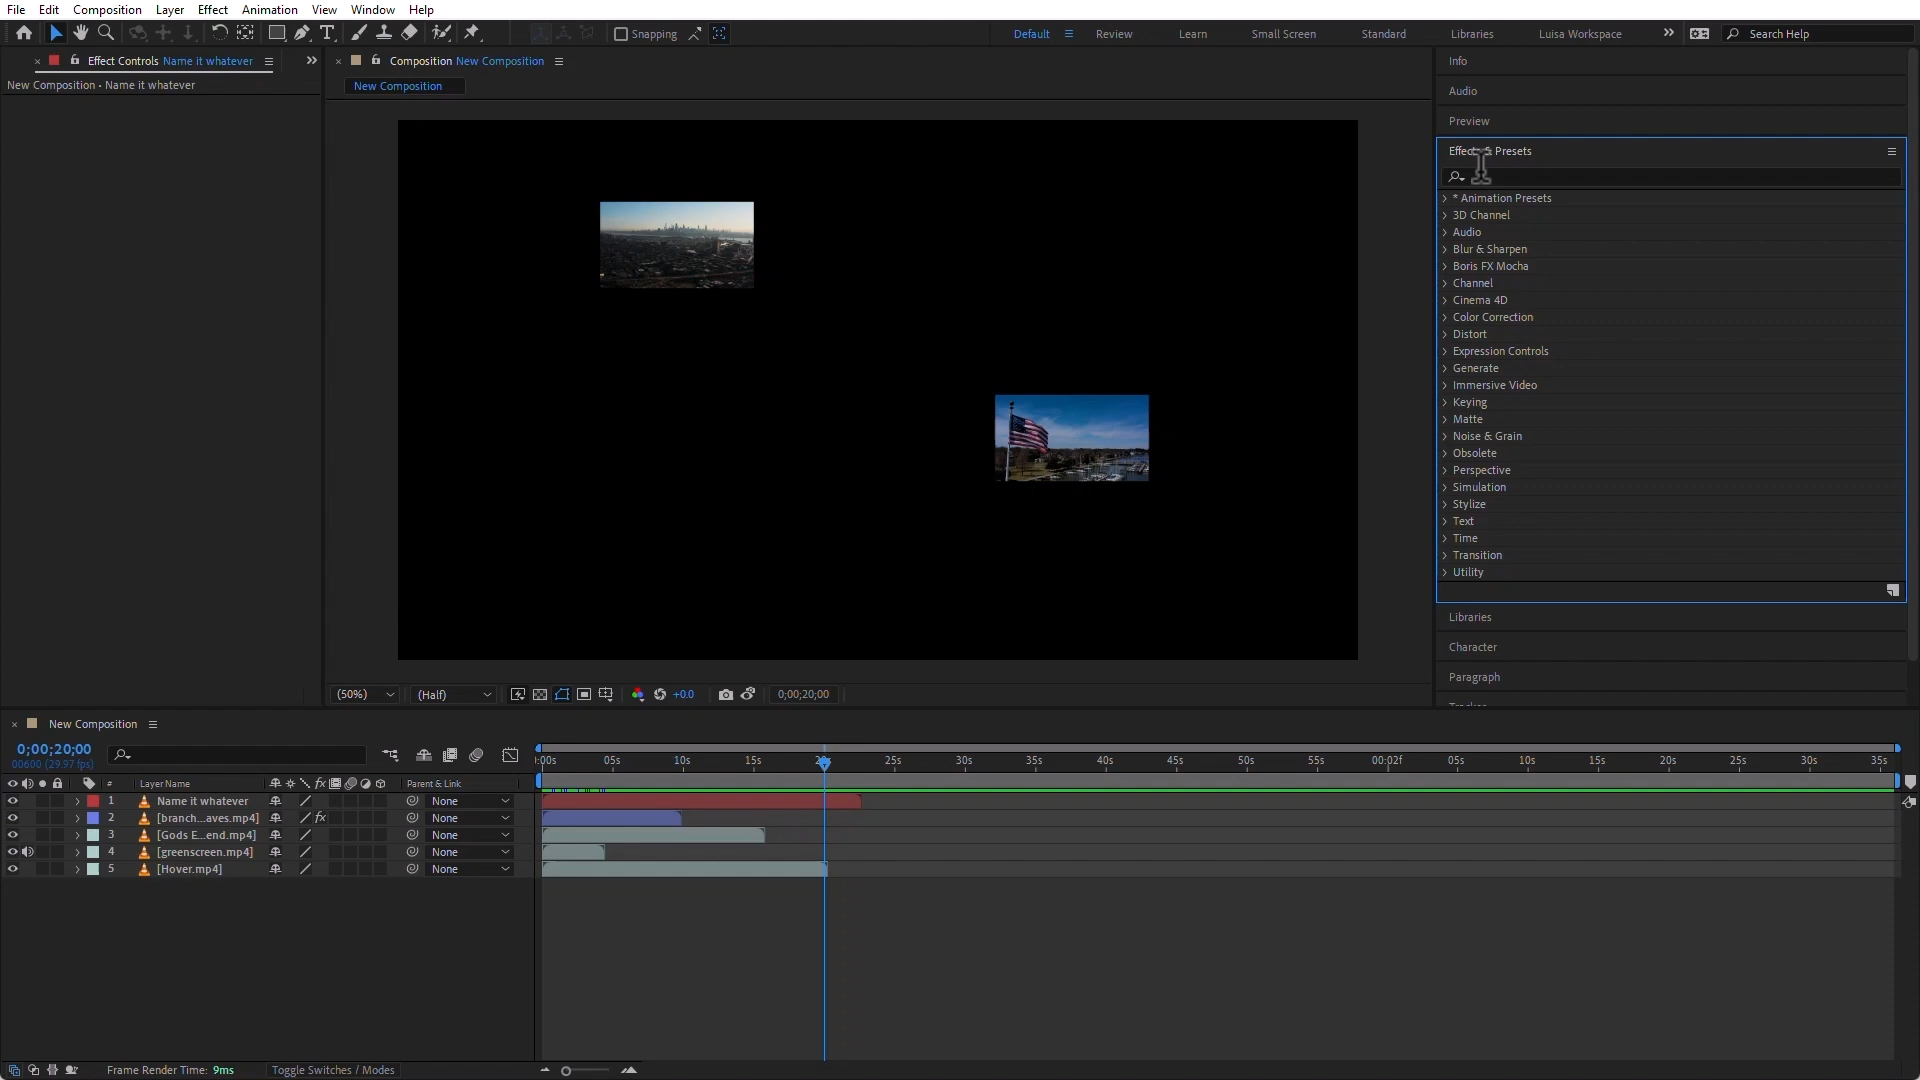 File Edit Composition Layer Effect Animation View Window Help
Snapping
Default Review Learn Small Screen Standard Libraries Luisa Workspace Search Help
Effect Controls Name it whatever
New Composition • Name it whatever
Composition New Composition
New Composition
Info
Audio
Preview
Effects & Presets
* Animation Presets
3D Channel
Audio
Blur & Sharpen
Boris FX Mocha
Channel
Cinema 4D
Color Correction
Distort
Expression Controls
Generate
Immersive Video
Keying
Matte
Noise & Grain
Obsolete
Perspective
Simulation
Stylize
Text
Time
Transition
Utility
Libraries
Character
Paragraph
(50%) (Half) +0.0 0;00;20;00
New Composition
0;00;20;00
00600 (29.97 fps)
:00s 05s 10s 15s 25s 30s 35s 40s 45s 50s 55s 00:02f 05s 10s 15s 20s 25s 30s 35s
# Layer Name fx Parent & Link
1 Name it whatever None
2 [branch...aves.mp4] fx None
3 [Gods E...end.mp4] None
4 [greenscreen.mp4] None
5 [Hover.mp4] None
Frame Render Time: 9ms Toggle Switches / Modes